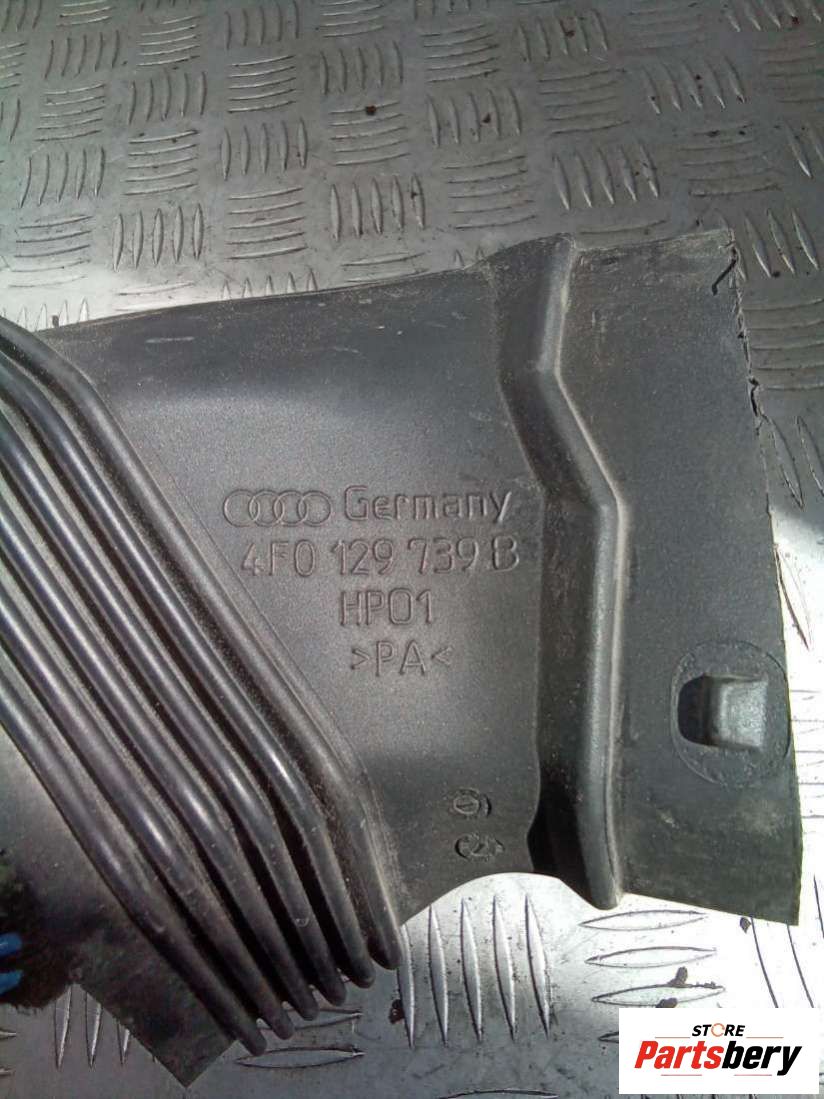 Germany
4F0 129 739 B
HP01
>PA<
STORE
Partsbery